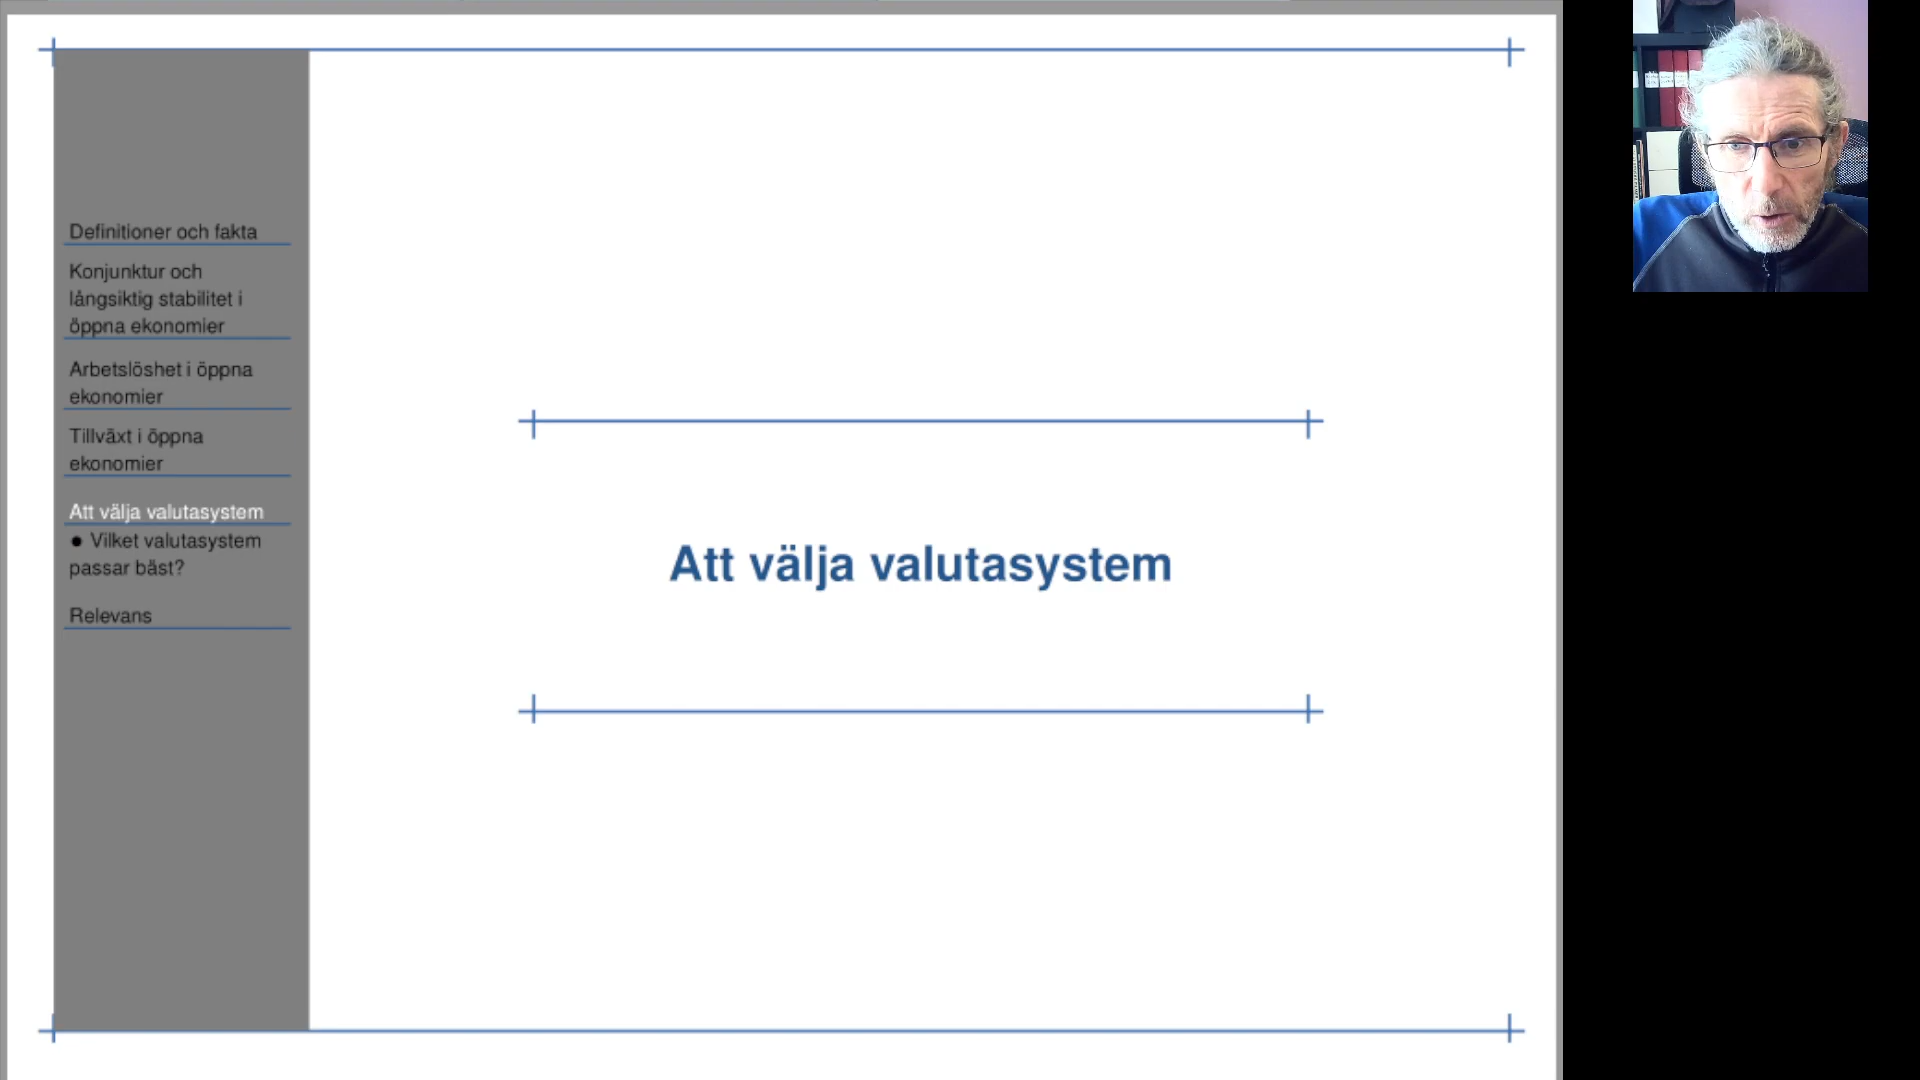 Definitioner och fakta
Konjunktur och
långsiktig stabilitet i
öppna ekonomier
Arbetslöshet i öppna
ekonomier
Tillväxt i öppna
ekonomier
Att välja valutasystem
● Vilket valutasystem
passar bäst?
Relevans
Att välja valutasystem